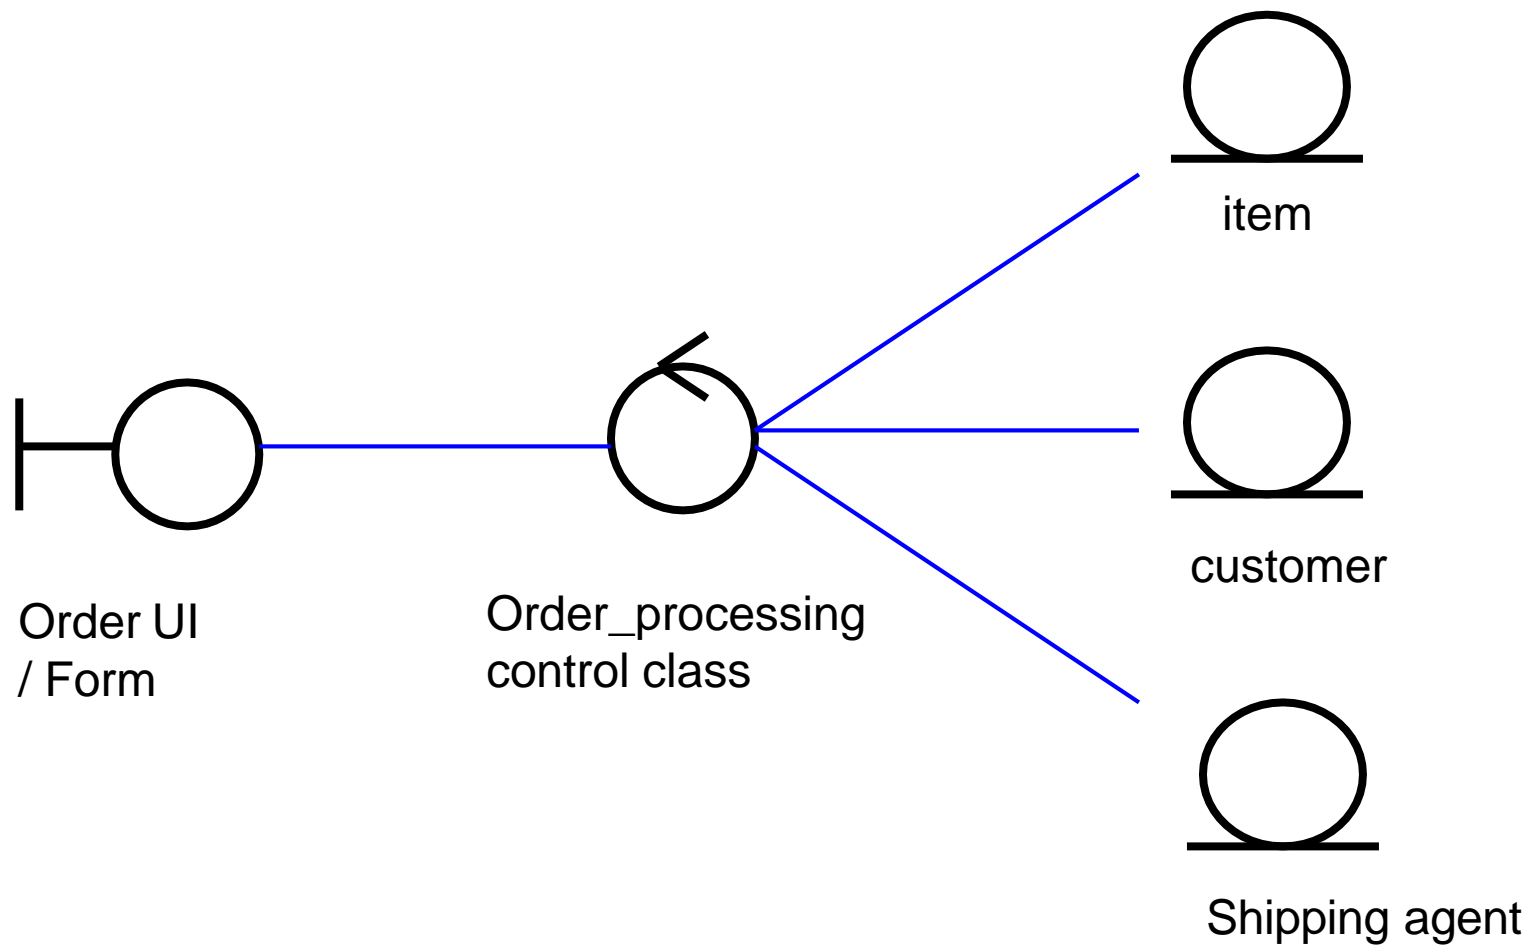 item
customer
Order UI
/ Form
Order_processing
control class
Shipping agent